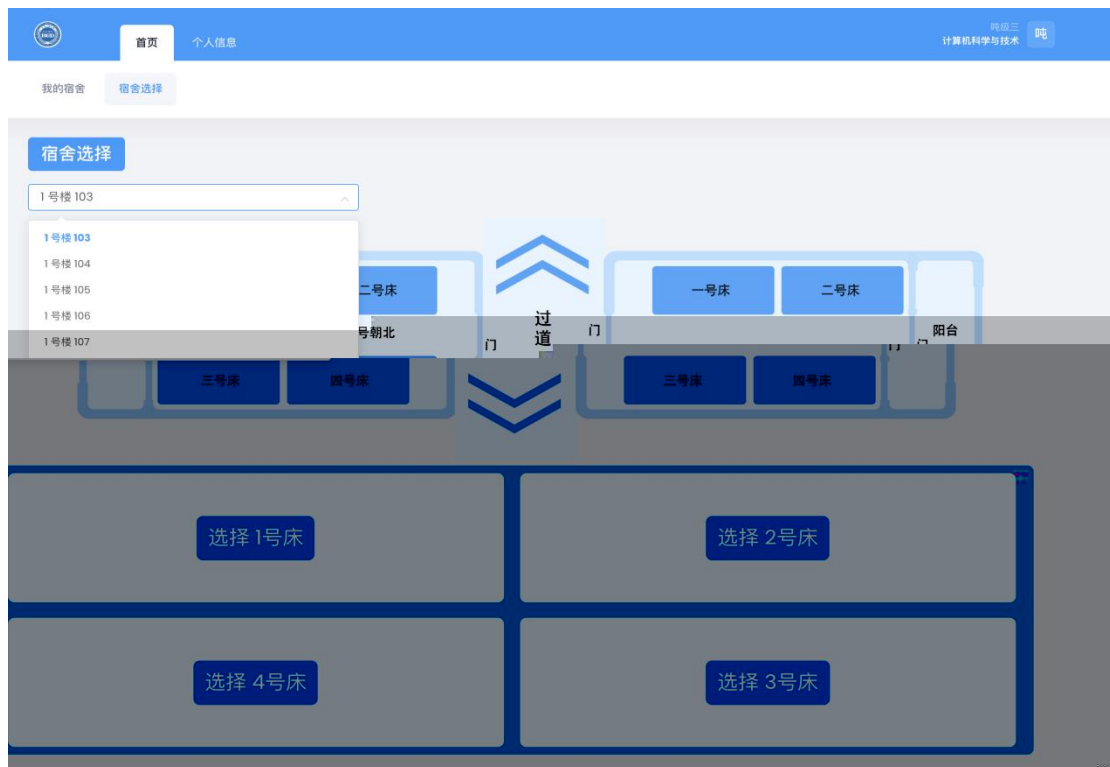 吨级三
首页 个人信息
计算机科学与技术
吨
我的宿舍 宿舍选择
宿舍选择
1号楼 103
1号楼 103
1号楼 104
1号楼 105
1号楼 106
1号楼 107
二号床
号朝北
门
过道
门
一号床 二号床
阳台
三号床 四号床
三号床 四号床
选择 1号床 选择 2号床
选择 4号床 选择 3号床